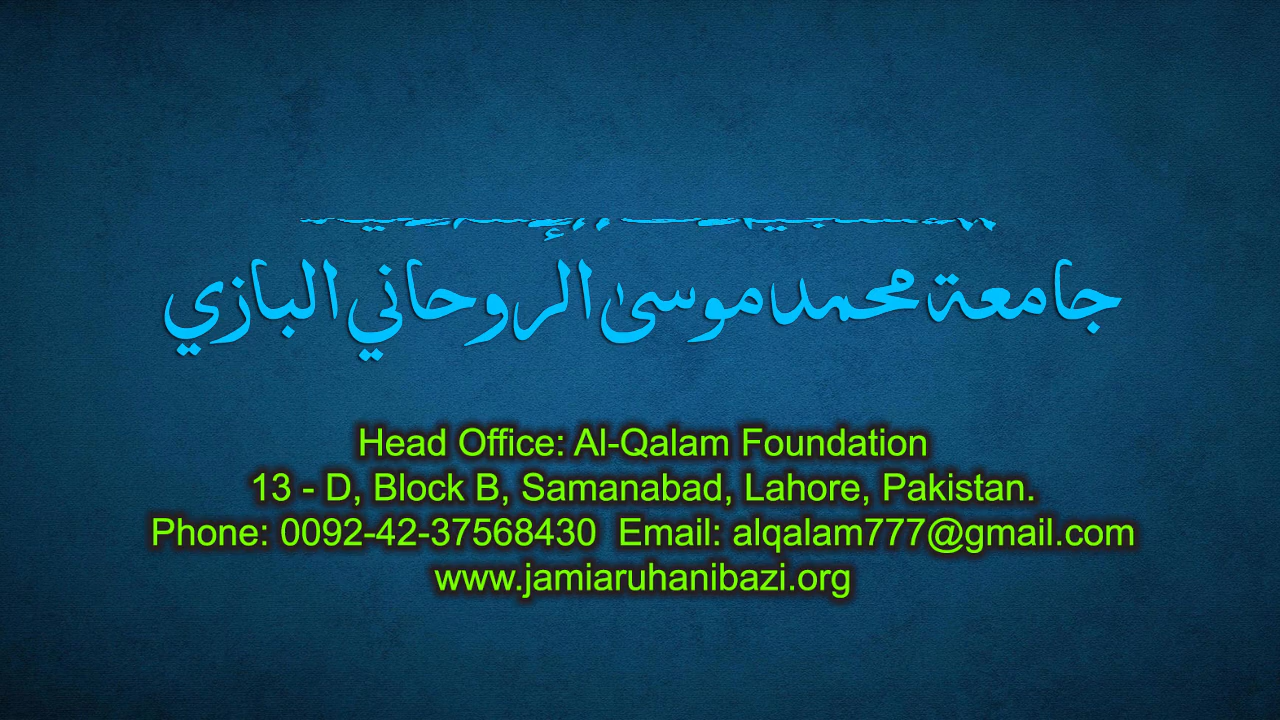 جامعة محمد موسىٰ الروحاني البازي
Head Office: Al-Qalam Foundation
13 - D, Block B, Samanabad, Lahore, Pakistan.
Phone: 0092-42-37568430 Email: alqalam777@gmail.com
www.jamiaruhanibazi.org